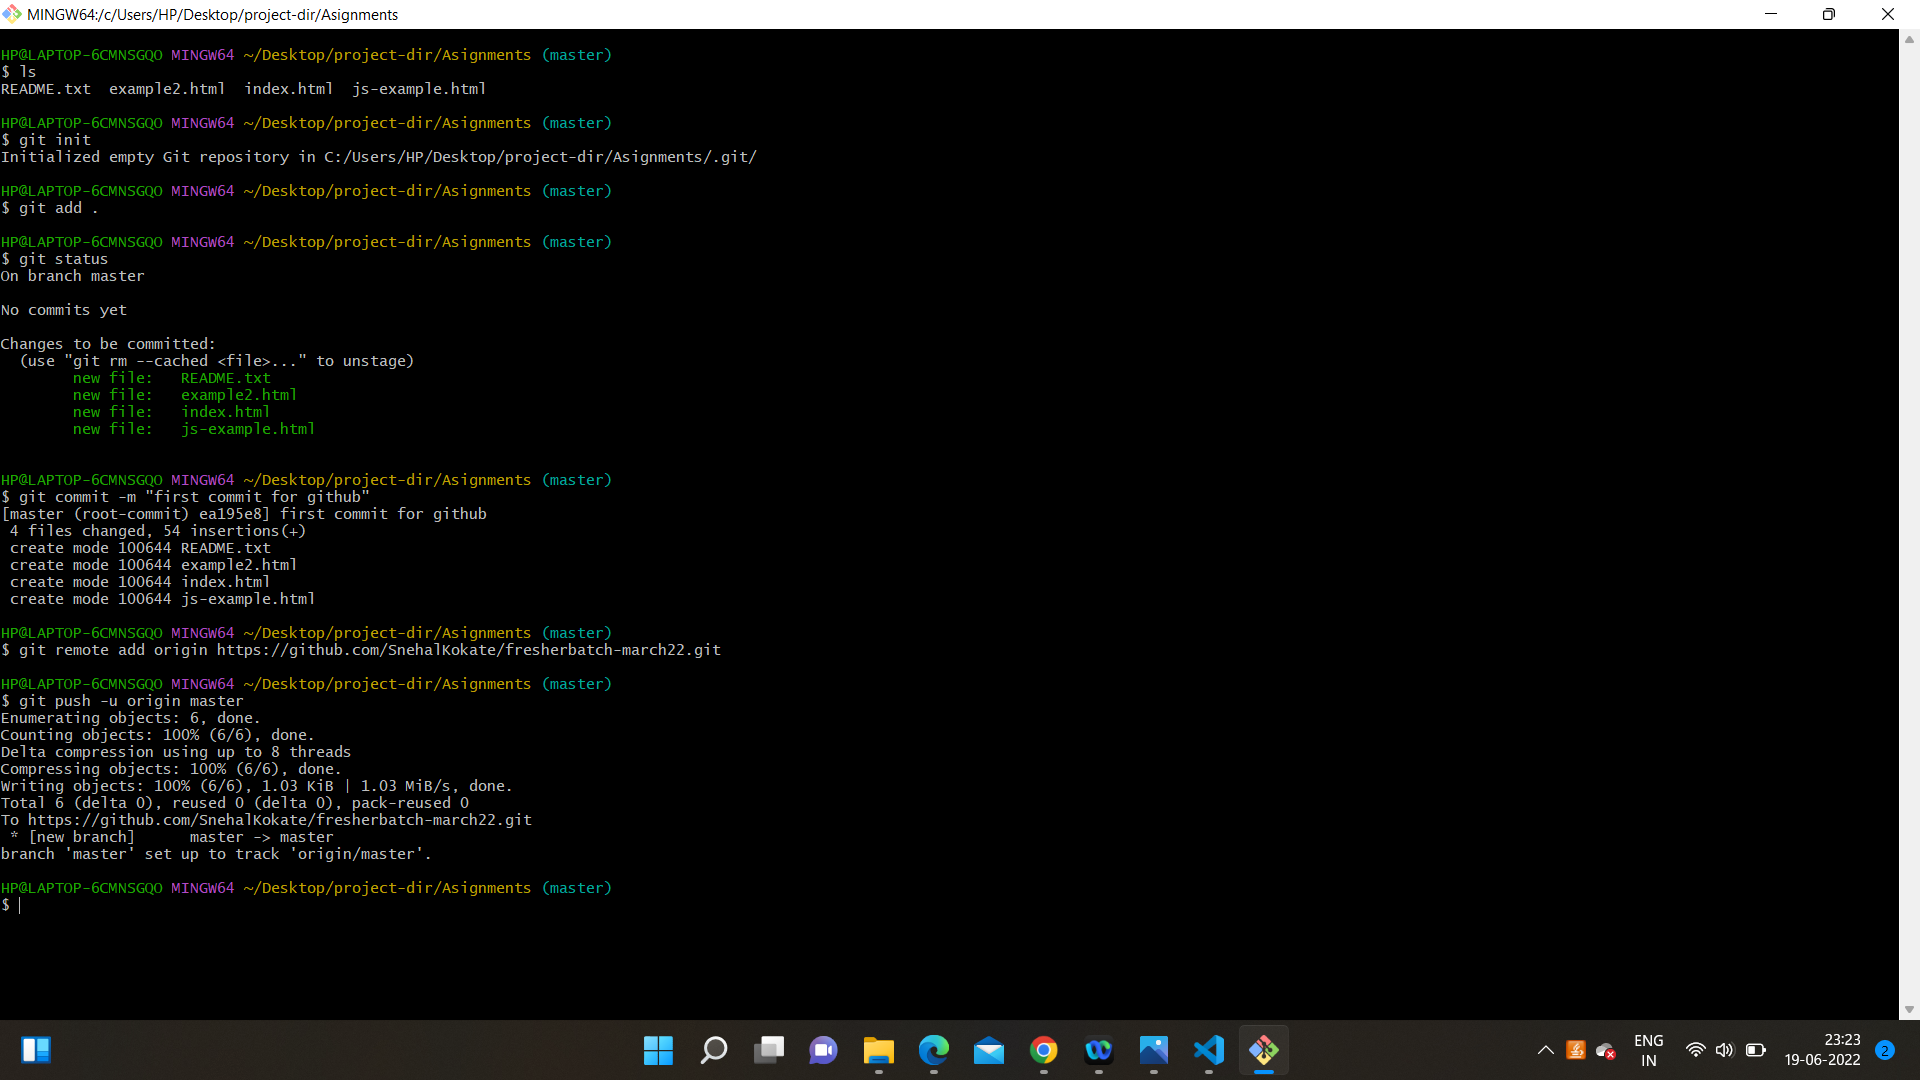 MINGW64:/c/Users/HP/Desktop/project-dir/Asignments
HP@LAPTOP-6CMNSGQO MINGW64 ~/Desktop/project-dir/Asignments (master)
$ ls
README.txt  example2.html  index.html  js-example.html
HP@LAPTOP-6CMNSGQO MINGW64 ~/Desktop/project-dir/Asignments (master)
$ git init
Initialized empty Git repository in C:/Users/HP/Desktop/project-dir/Asignments/.git/
HP@LAPTOP-6CMNSGQO MINGW64 ~/Desktop/project-dir/Asignments (master)
$ git add .
HP@LAPTOP-6CMNSGQO MINGW64 ~/Desktop/project-dir/Asignments (master)
$ git status
On branch master
No commits yet
Changes to be committed:
  (use "git rm --cached <file>..." to unstage)
        new file:   README.txt
        new file:   example2.html
        new file:   index.html
        new file:   js-example.html
HP@LAPTOP-6CMNSGQO MINGW64 ~/Desktop/project-dir/Asignments (master)
$ git commit -m "first commit for github"
[master (root-commit) ea195e8] first commit for github
 4 files changed, 54 insertions(+)
 create mode 100644 README.txt
 create mode 100644 example2.html
 create mode 100644 index.html
 create mode 100644 js-example.html
HP@LAPTOP-6CMNSGQO MINGW64 ~/Desktop/project-dir/Asignments (master)
$ git remote add origin https://github.com/SnehalKokate/fresherbatch-march22.git
HP@LAPTOP-6CMNSGQO MINGW64 ~/Desktop/project-dir/Asignments (master)
$ git push -u origin master
Enumerating objects: 6, done.
Counting objects: 100% (6/6), done.
Delta compression using up to 8 threads
Compressing objects: 100% (6/6), done.
Writing objects: 100% (6/6), 1.03 KiB | 1.03 MiB/s, done.
Total 6 (delta 0), reused 0 (delta 0), pack-reused 0
To https://github.com/SnehalKokate/fresherbatch-march22.git
 * [new branch]      master -> master
branch 'master' set up to track 'origin/master'.
HP@LAPTOP-6CMNSGQO MINGW64 ~/Desktop/project-dir/Asignments (master)
$
ENG
IN
23:23
19-06-2022
2